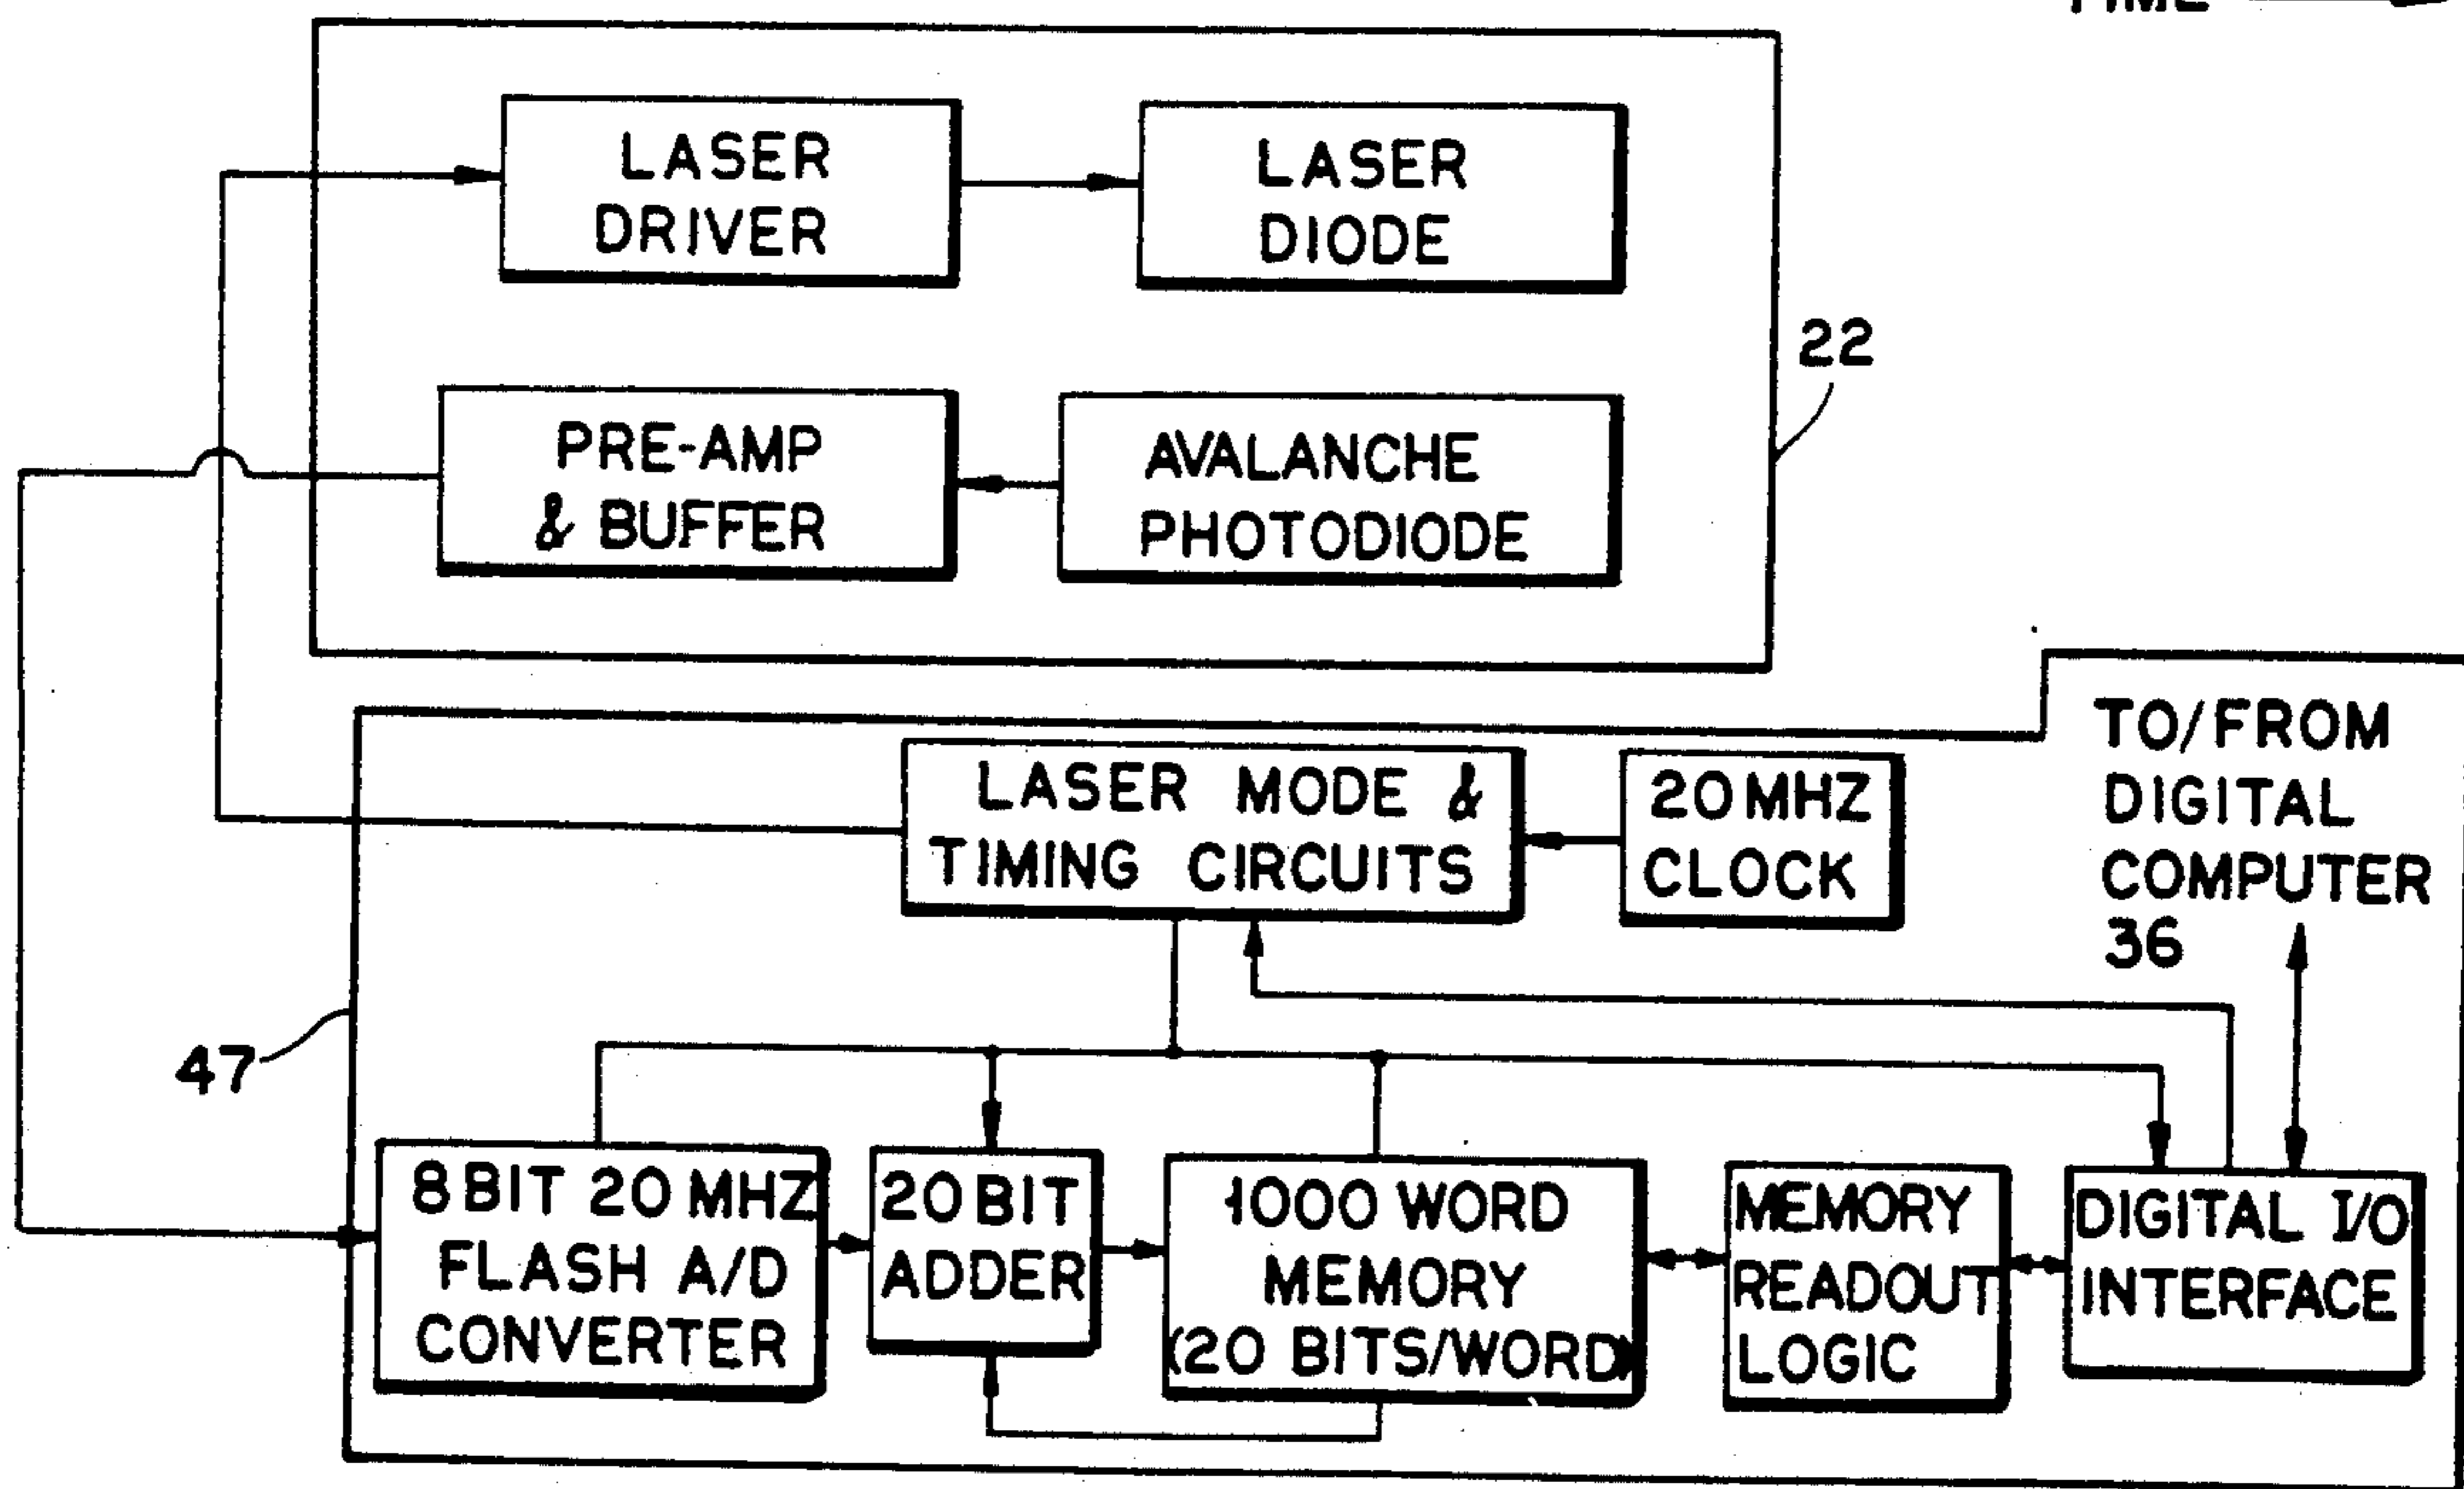 TIME
LASER
DRIVER
LASER
DIODE
22
PRE-AMP
& BUFFER
AVALANCHE
PHOTODIODE
TO/FROM
DIGITAL
COMPUTER
36
LASER MODE &
TIMING CIRCUITS
20 MHZ
CLOCK
47
8 BIT 20 MHZ
FLASH A/D
CONVERTER
20 BIT
ADDER
1000 WORD
MEMORY
(20 BITS/WORD)
MEMORY
READOUT
LOGIC
DIGITAL I/O
INTERFACE